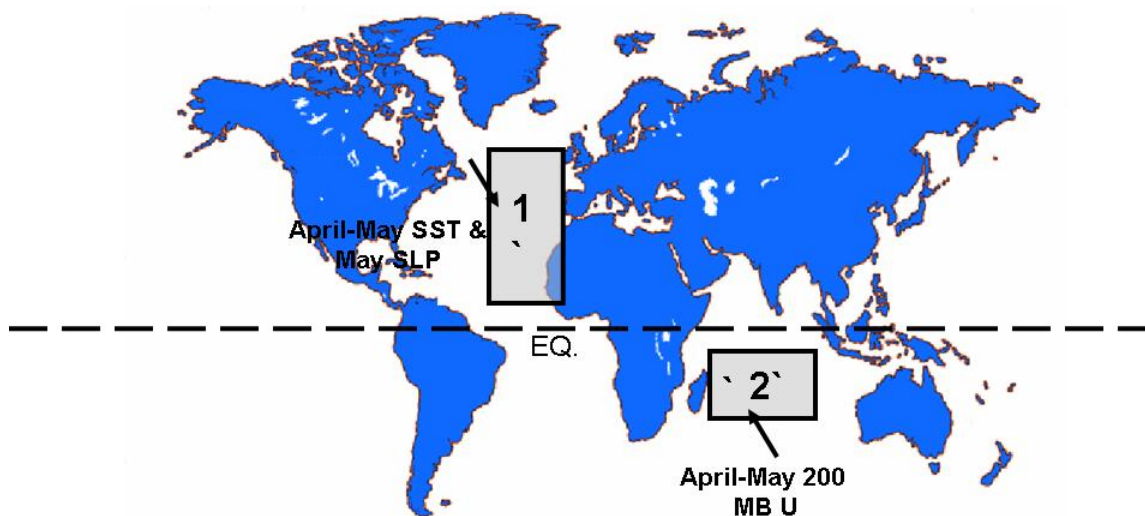 1
April-May SST &
May SLP
`
EQ.
` 2`
April-May 200
MB U